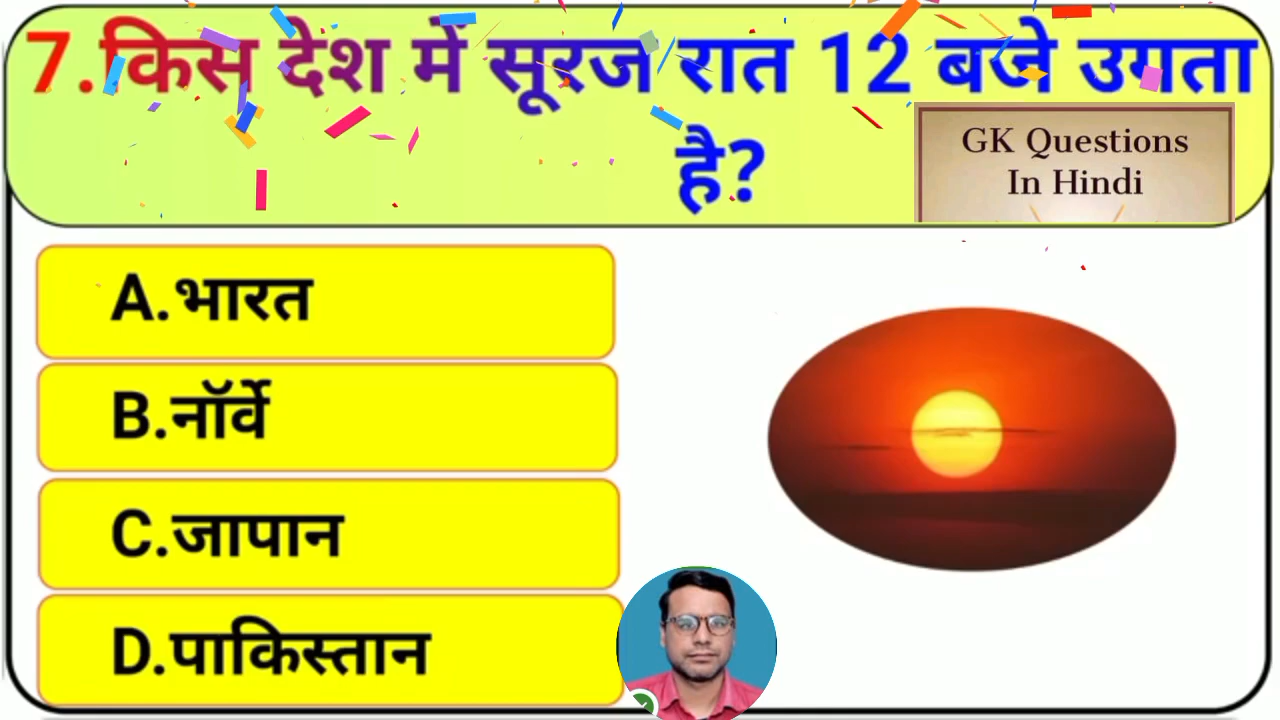 7.किस देश में सूरज रात 12 बजे उगता
है?
GK Questions
In Hindi
A.भारत
B.नॉर्वे
C.जापान
D.पाकिस्तान